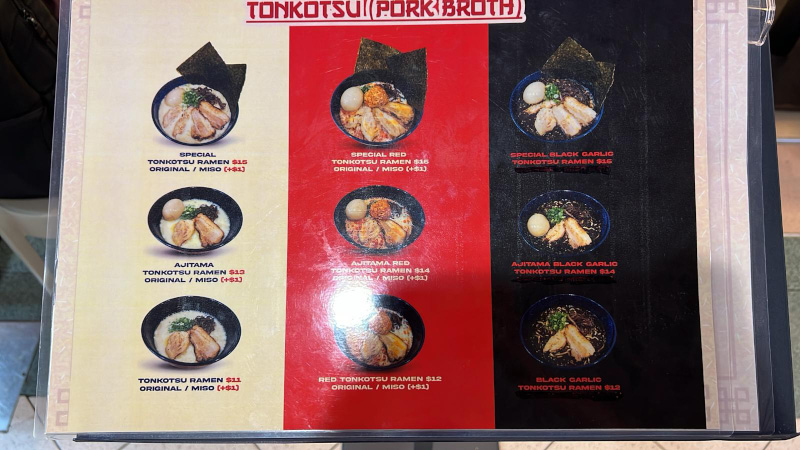 TONKOTSU (PORK BROTH)
SPECIAL
TONKOTSU RAMEN $15
ORIGINAL / MISO (+$1)
SPECIAL RED
TONKOTSU RAMEN $16
ORIGINAL / MISO (+$1)
SPECIAL BLACK GARLIC
TONKOTSU RAMEN $16
AJITAMA
TONKOTSU RAMEN $13
ORIGINAL / MISO (+$1)
AJITAMA RED
TONKOTSU RAMEN $14
ORIGINAL / MISO (+$1)
AJITAMA BLACK GARLIC
TONKOTSU RAMEN $14
TONKOTSU RAMEN $11
ORIGINAL / MISO (+$1)
RED TONKOTSU RAMEN $12
ORIGINAL / MISO (+$1)
BLACK GARLIC
TONKOTSU RAMEN $12